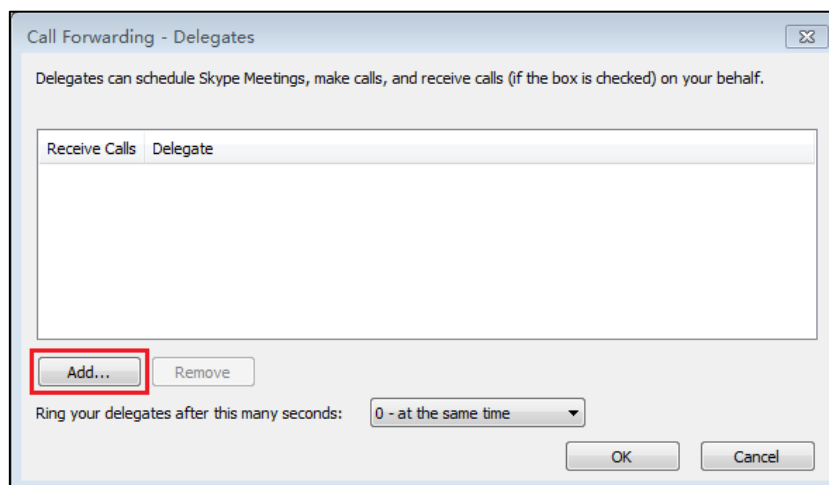 Call Forwarding - Delegates
Delegates can schedule Skype Meetings, make calls, and receive calls (if the box is checked) on your behalf.
Receive Calls Delegate
Add... Remove
Ring your delegates after this many seconds: 0 - at the same time
OK Cancel